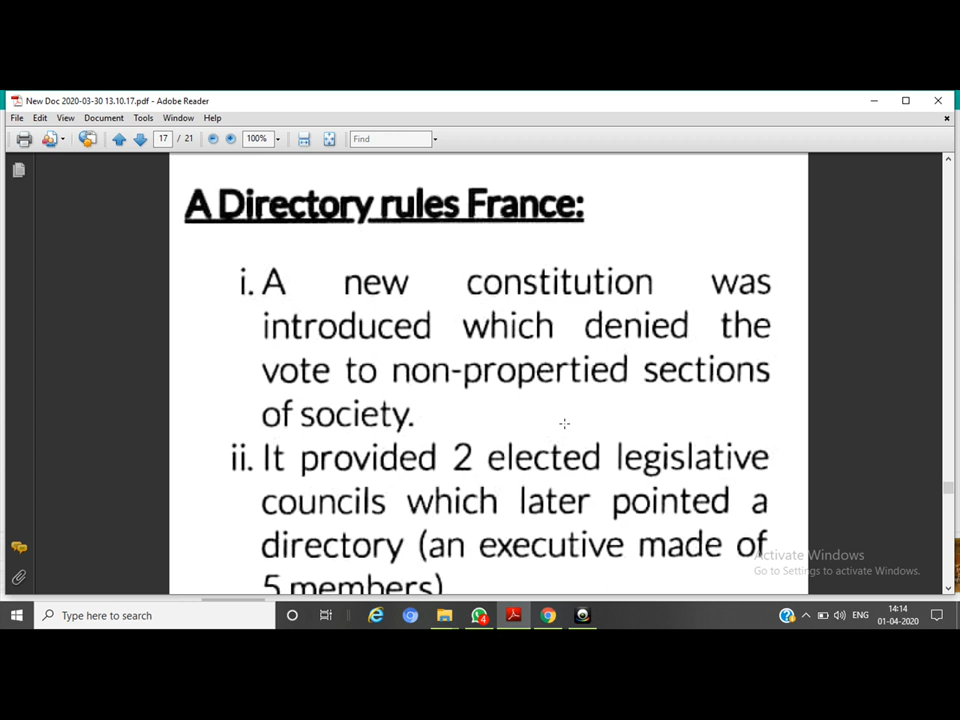 New Doc 2020-03-30 13.10.17.pdf - Adobe Reader
File Edit View Document Tools Window Help
17 / 21 100% Find
A Directory rules France:
i. A new constitution was
introduced which denied the
vote to non-propertied sections
of society.
ii. It provided 2 elected legislative
councils which later pointed a
directory (an executive made of
5 members)
Activate Windows
Go to Settings to activate Windows.
Type here to search
4
ENG
14:14
01-04-2020